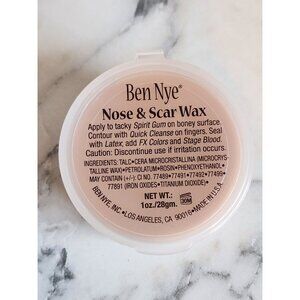 Ben Nye®
Nose & Scar Wax
Apply to tacky Spirit Gum on boney surface.
Contour with Quick Cleanse on fingers. Seal
with Latex, add FX Colors and Stage Blood.
Caution: Discontinue use if irritation occurs.
INGREDIENTS: TALC•CERA MICROCRISTALLINA (MICROCRYS-
TALLINE WAX)•PETROLATUM•ROSIN•PHENOXYETHANOL•
MAY CONTAIN (+/-): CI NO. 77489•77491•77492•77499•
77891 (IRON OXIDES•TITANIUM DIOXIDE)•
NET WT.:
1oz./28gm.
30M
BEN NYE, INC.•LOS ANGELES, CA 90016•MADE IN U.S.A.